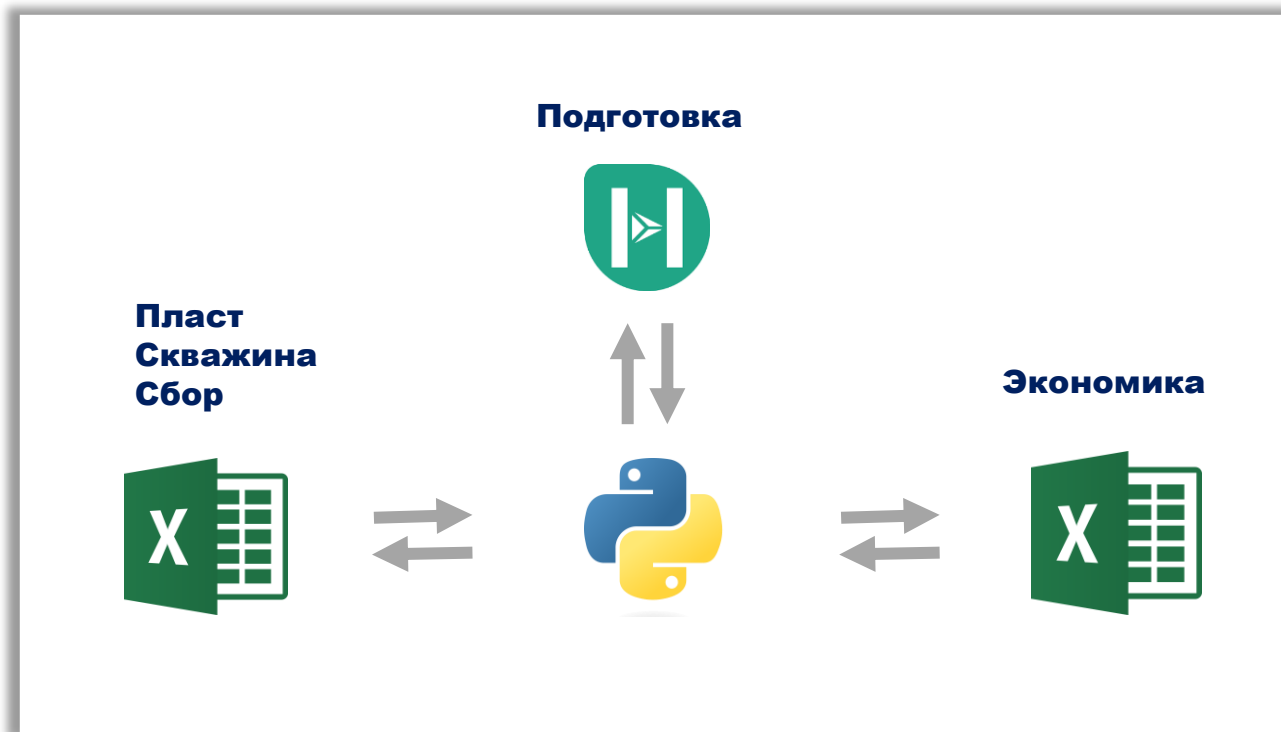 Подготовка
Пласт
Скважина
Сбор
Экономика
X
X